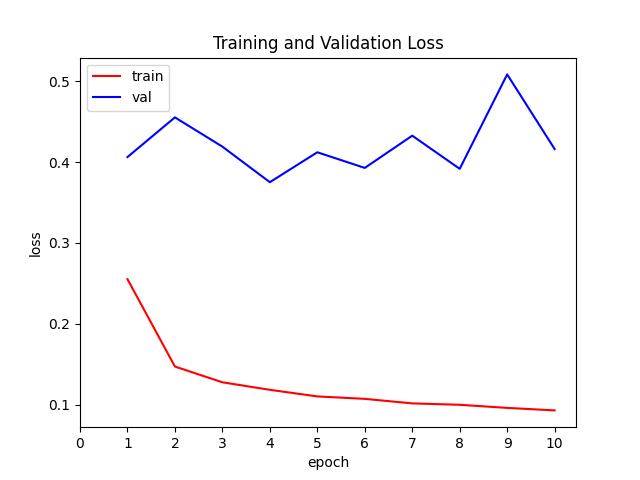 Training and Validation Loss
train
val
0.5
0.4
0.3
0.2
0.1
loss
0 1 2 3 4 5 6 7 8 9 10
epoch